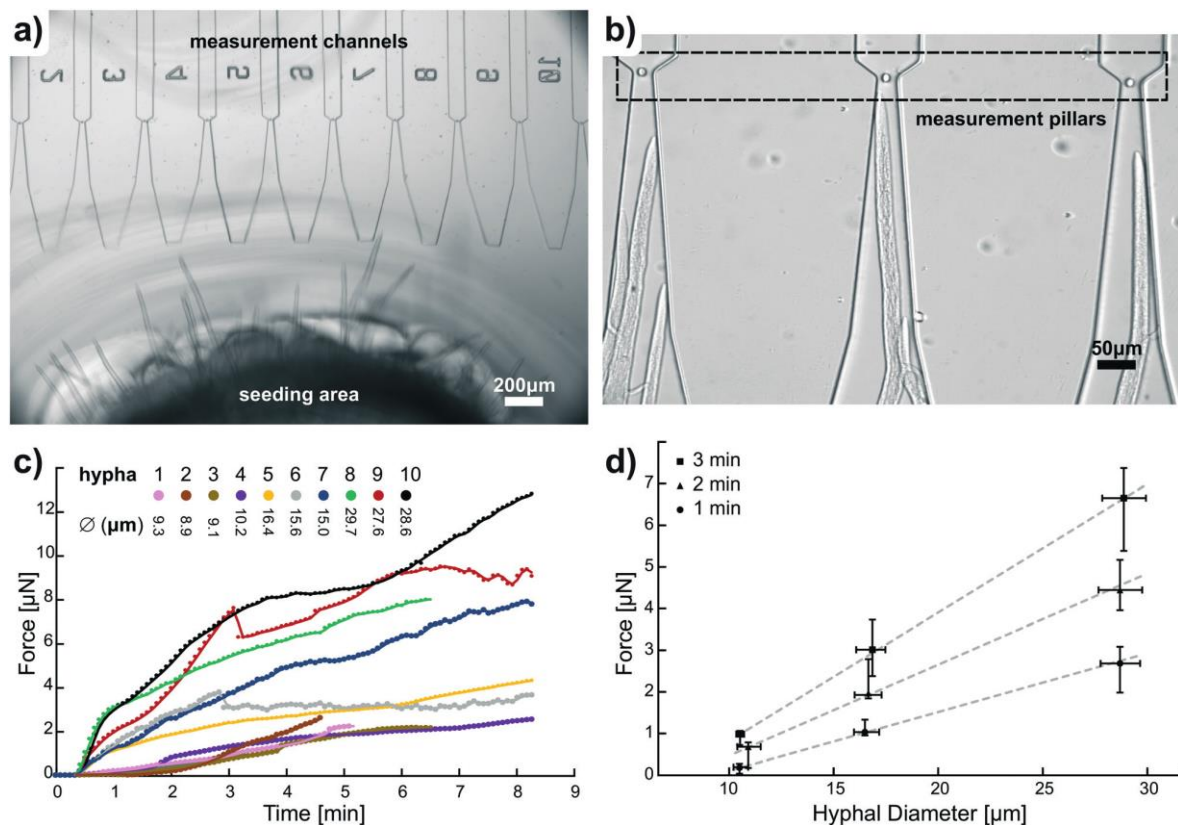 a)
measurement channels
2 3 4 5 6 7 8 9 10
seeding area
200µm
b)
measurement pillars
50µm
c)
hypha 1 2 3 4 5 6 7 8 9 10
∅ (µm) 9.3 8.9 9.1 10.2 16.4 15.6 15.0 29.7 27.6 28.6
Force [µN]
12
10
8
6
4
2
0
0 1 2 3 4 5 6 7 8 9
Time [min]
d)
3 min
2 min
1 min
Force [µN]
7
6
5
4
3
2
1
0
10 15 20 25 30
Hyphal Diameter [µm]